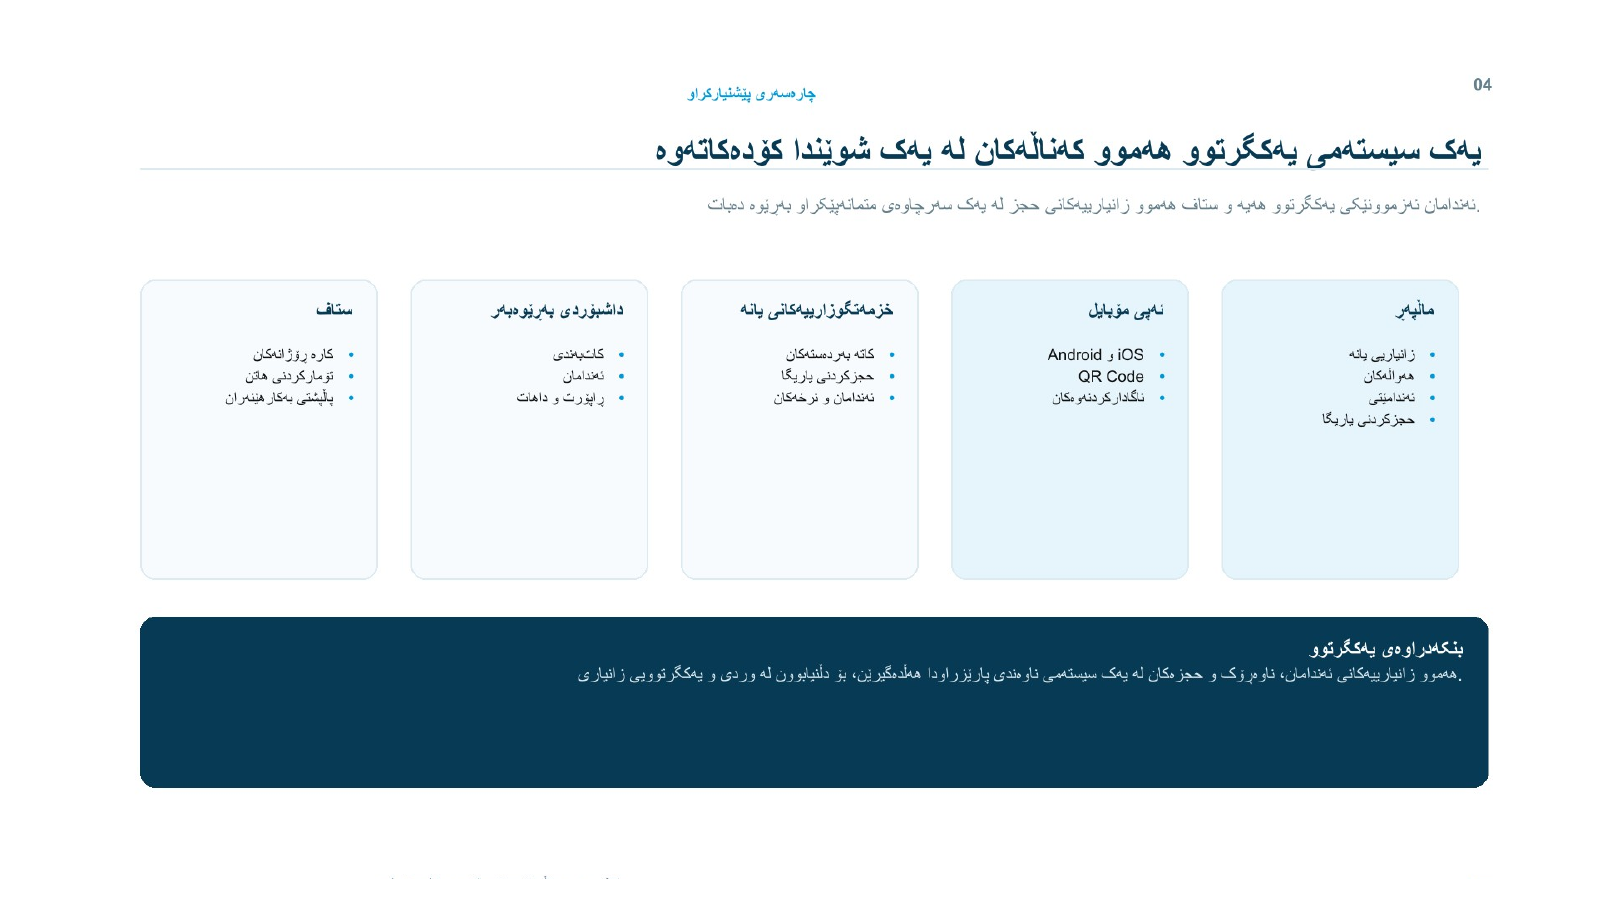 04
چارەسەری پێشنیارکراو
یەک سیستەمی یەکگرتوو هەموو کەناڵەکان لە یەک شوێندا کۆدەکاتەوە
ئەندامان ئەزموونێکی یەکگرتوو هەیە و ستاف هەموو زانیارییەکانی حجز لە یەک سەرچاوەی متمانەپێکراو بەڕێوە دەبات.
ماڵپەڕ
• زانیاریی یانە
• هەواڵەکان
• ئەندامێتی
• حجزکردنی یاریگا
ئەپی مۆبایل
• iOS و Android
• QR Code
• ئاگادارکردنەوەکان
خزمەتگوزارییەکانی یانە
• کاتە بەردەستەکان
• حجزکردنی یاریگا
• ئەندامان و نرخەکان
داشبۆردی بەڕێوەبەر
• کاتبەندی
• ئەندامان
• ڕاپۆرت و داهات
ستاف
• کارە ڕۆژانەکان
• تۆمارکردنی هاتن
• پاڵپشتی بەکارهێنەران
بنکەدراوەی یەکگرتوو
هەموو زانیارییەکانی ئەندامان، ناوەڕۆک و حجزەکان لە یەک سیستەمی ناوەندی پارێزراودا هەڵدەگیرێن، بۆ دڵنیابوون لە وردی و یەکگرتوویی زانیاری.